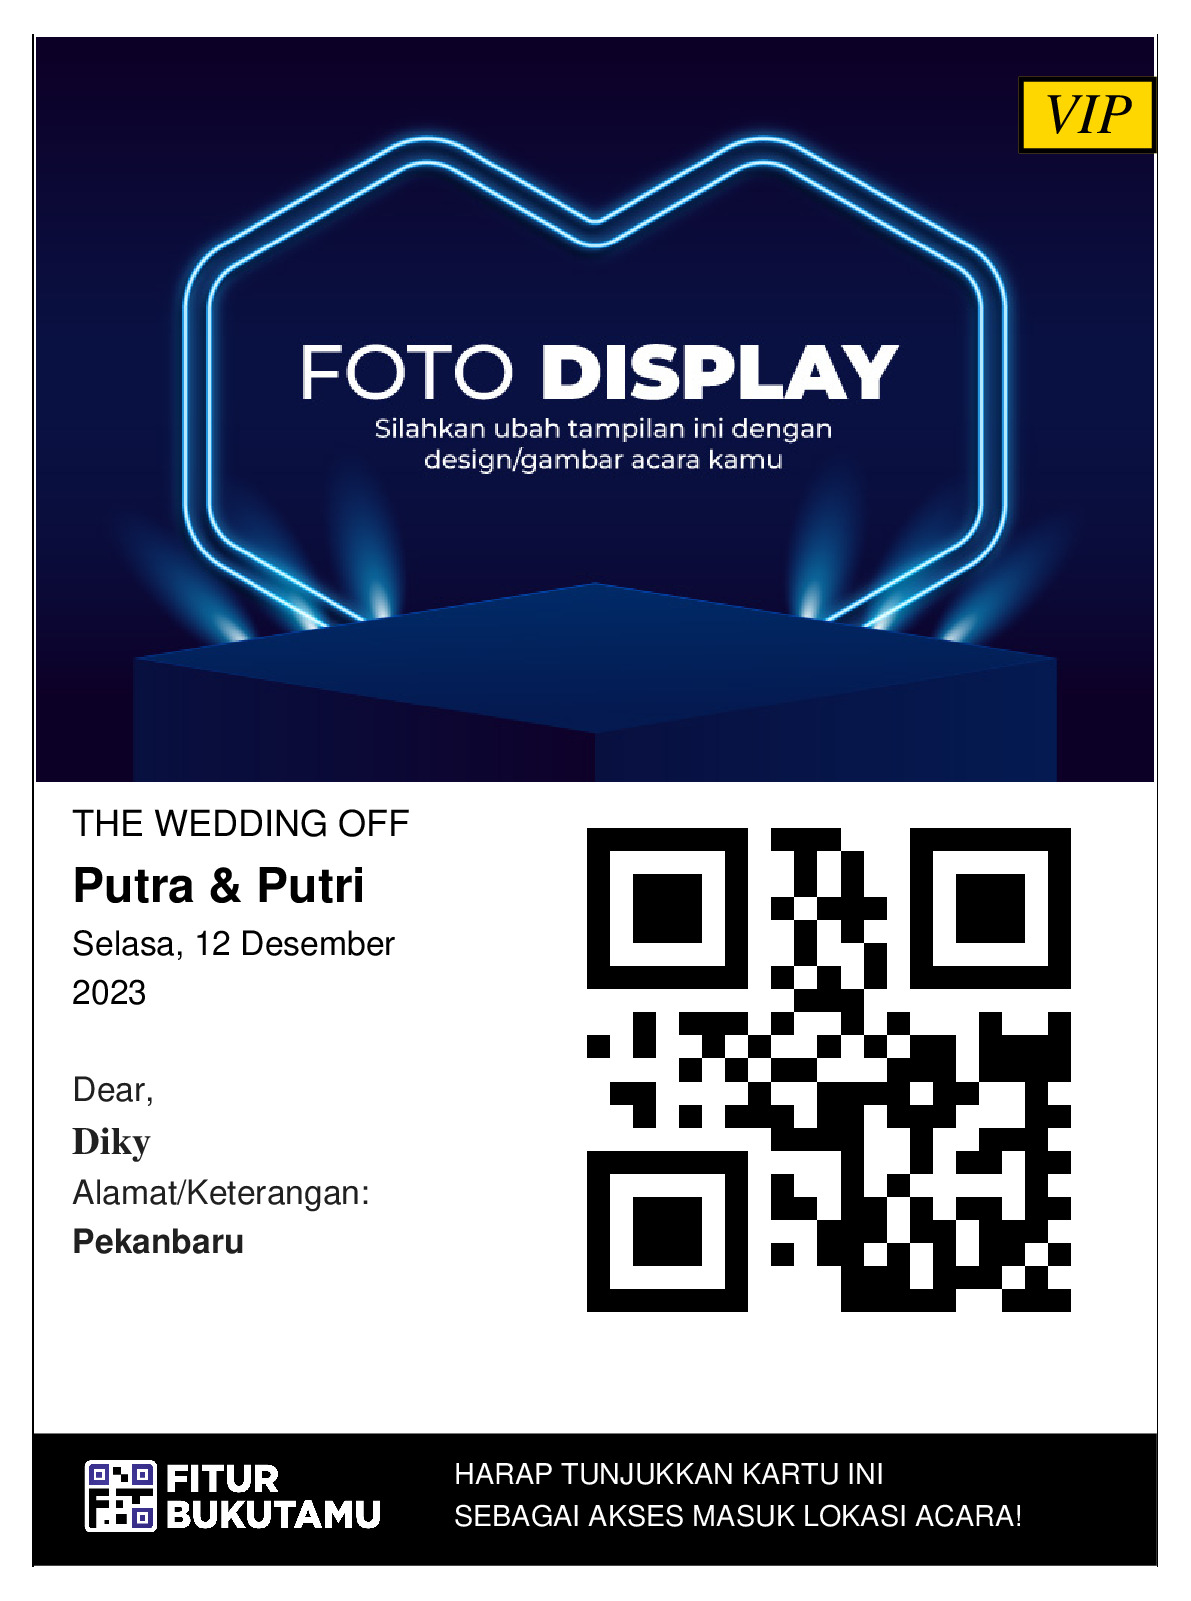 VIP
FOTO DISPLAY
Silahkan ubah tampilan ini dengan
design/gambar acara kamu
THE WEDDING OFF
Putra & Putri
Selasa, 12 Desember
2023
Dear,
Diky
Alamat/Keterangan:
Pekanbaru
FITUR
BUKUTAMU
HARAP TUNJUKKAN KARTU INI
SEBAGAI AKSES MASUK LOKASI ACARA!